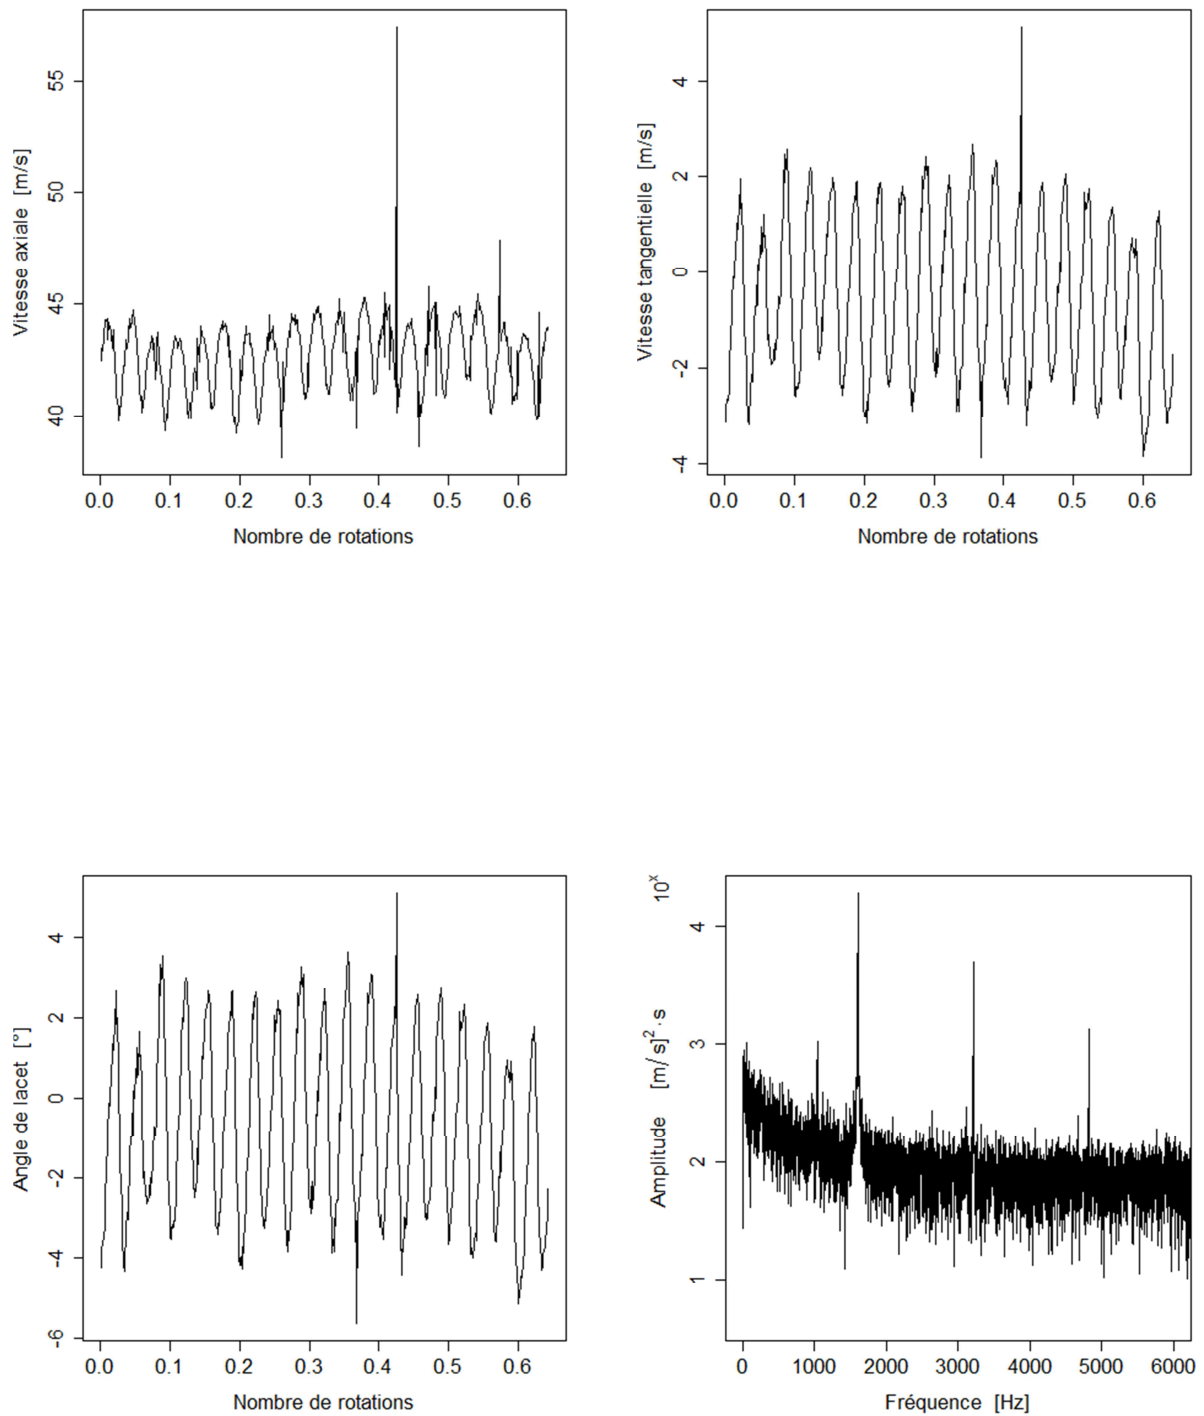 Vitesse axiale [m/s]
55
50
45
40
0.0 0.1 0.2 0.3 0.4 0.5 0.6
Nombre de rotations
Vitesse tangentielle [m/s]
4
2
0
-2
-4
0.0 0.1 0.2 0.3 0.4 0.5 0.6
Nombre de rotations
Angle de lacet [°]
4
2
0
-2
-4
-6
0.0 0.1 0.2 0.3 0.4 0.5 0.6
Nombre de rotations
Amplitude [m/s]²·s 10ˣ
4
3
2
1
0 1000 2000 3000 4000 5000 6000
Fréquence [Hz]